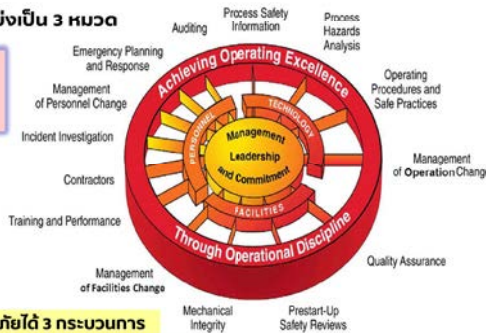 น่งเป็น 3 หมวด
Process Safety
Information
Process
Hazards
Analysis
Auditing
Emergency Planning
and Response
Operating
Procedures and
Safe Practices
Management
of Personnel Change
Incident Investigation
Management
of Operation Change
Contractors
Training and Performance
Quality Assurance
Management
of Facilities Change
Mechanical
Integrity
Prestart-Up
Safety Reviews
Achieving Operating Excellence
PERSONNEL
TECHNOLOGY
Management
Leadership
and Commitment
FACILITIES
Through Operational Discipline
ภัยได้ 3 กระบวนการ